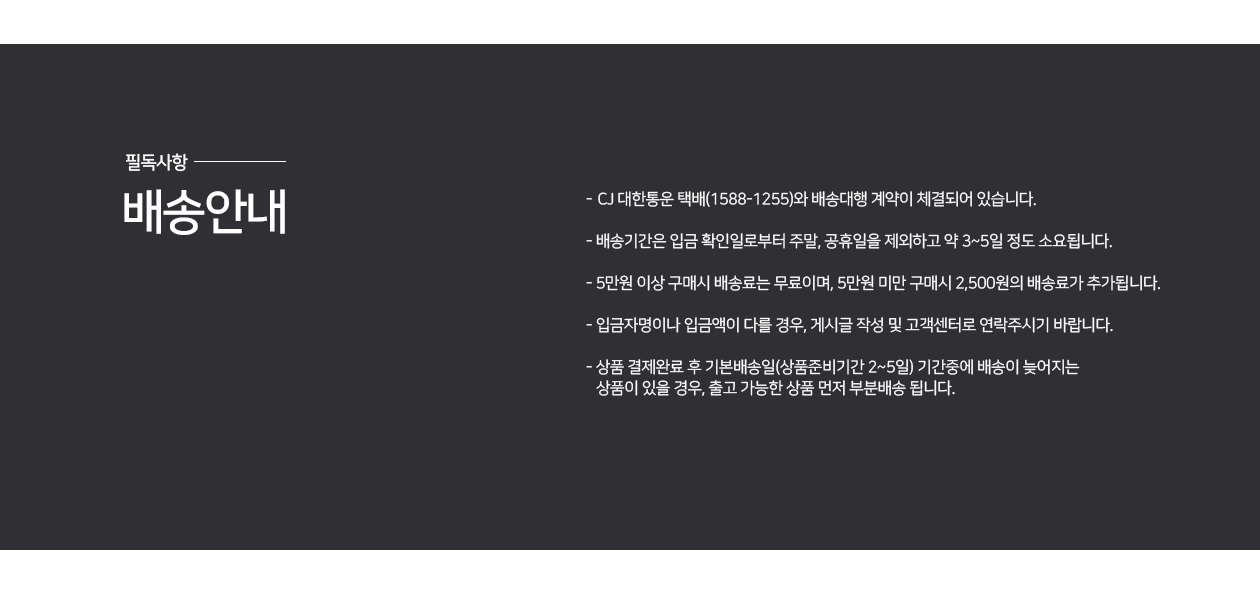 필독사항
배송안내
- CJ 대한통운 택배(1588-1255)와 배송대행 계약이 체결되어 있습니다.
- 배송기간은 입금 확인일로부터 주말, 공휴일을 제외하고 약 3~5일 정도 소요됩니다.
- 5만원 이상 구매시 배송료는 무료이며, 5만원 미만 구매시 2,500원의 배송료가 추가됩니다.
- 입금자명이나 입금액이 다를 경우, 게시글 작성 및 고객센터로 연락주시기 바랍니다.
- 상품 결제완료 후 기본배송일(상품준비기간 2~5일) 기간중에 배송이 늦어지는
상품이 있을 경우, 출고 가능한 상품 먼저 부분배송 됩니다.